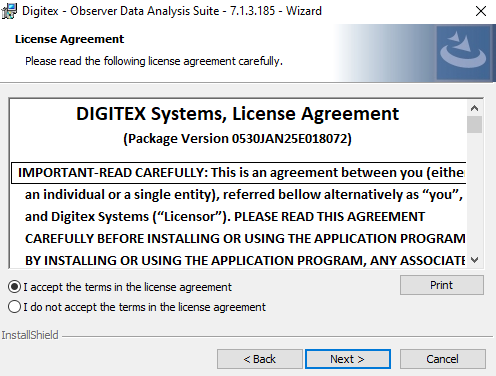 Digitex - Observer Data Analysis Suite - 7.1.3.185 - Wizard
License Agreement
Please read the following license agreement carefully.
DIGITEX Systems, License Agreement
(Package Version 0530JAN25E018072)
IMPORTANT-READ CAREFULLY: This is an agreement between you (either
an individual or a single entity), referred bellow alternatively as “you”,
and Digitex Systems (“Licensor”). PLEASE READ THIS AGREEMENT
CAREFULLY BEFORE INSTALLING OR USING THE APPLICATION PROGRAM
BY INSTALLING OR USING THE APPLICATION PROGRAM, ANY ASSOCIATE
I accept the terms in the license agreement
Print
I do not accept the terms in the license agreement
InstallShield
< Back
Next >
Cancel